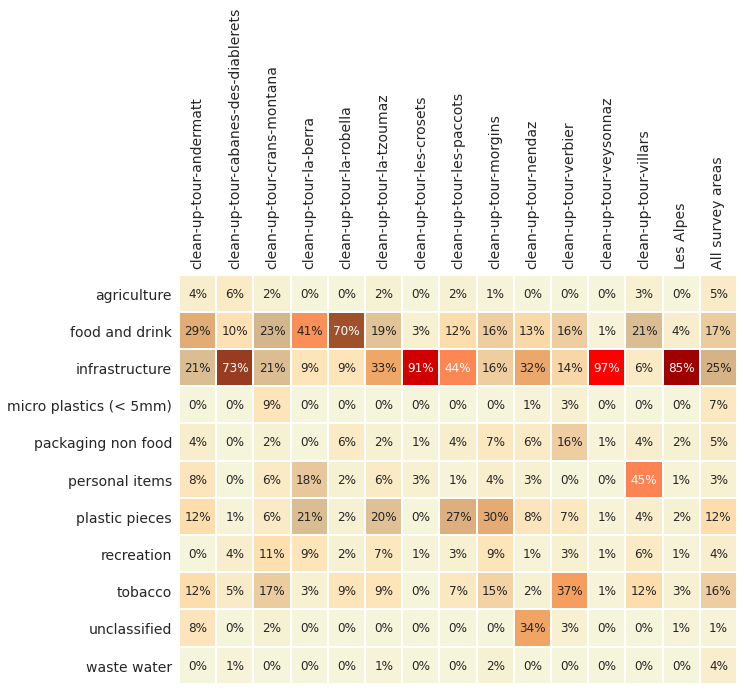 clean-up-tour-andermatt
clean-up-tour-cabanes-des-diablerets
clean-up-tour-crans-montana
clean-up-tour-la-berra
clean-up-tour-la-robella
clean-up-tour-la-tzoumaz
clean-up-tour-les-crosets
clean-up-tour-les-paccots
clean-up-tour-morgins
clean-up-tour-nendaz
clean-up-tour-verbier
clean-up-tour-veysonnaz
clean-up-tour-villars
Les Alpes
All survey areas
agriculture 4% 6% 2% 0% 0% 2% 0% 2% 1% 0% 0% 0% 3% 0% 5%
food and drink 29% 10% 23% 41% 70% 19% 3% 12% 16% 13% 16% 1% 21% 4% 17%
infrastructure 21% 73% 21% 9% 9% 33% 91% 44% 16% 32% 14% 97% 6% 85% 25%
micro plastics (< 5mm) 0% 0% 9% 0% 0% 0% 0% 0% 0% 1% 3% 0% 0% 0% 7%
packaging non food 4% 0% 2% 0% 6% 2% 1% 4% 7% 6% 16% 1% 4% 2% 5%
personal items 8% 0% 6% 18% 2% 6% 3% 1% 4% 3% 0% 0% 45% 1% 3%
plastic pieces 12% 1% 6% 21% 2% 20% 0% 27% 30% 8% 7% 1% 4% 2% 12%
recreation 0% 4% 11% 9% 2% 7% 1% 3% 9% 1% 3% 1% 6% 1% 4%
tobacco 12% 5% 17% 3% 9% 9% 0% 7% 15% 2% 37% 1% 12% 3% 16%
unclassified 8% 0% 2% 0% 0% 0% 0% 0% 0% 34% 3% 0% 0% 1% 1%
waste water 0% 1% 0% 0% 0% 1% 0% 0% 2% 0% 0% 0% 0% 0% 4%